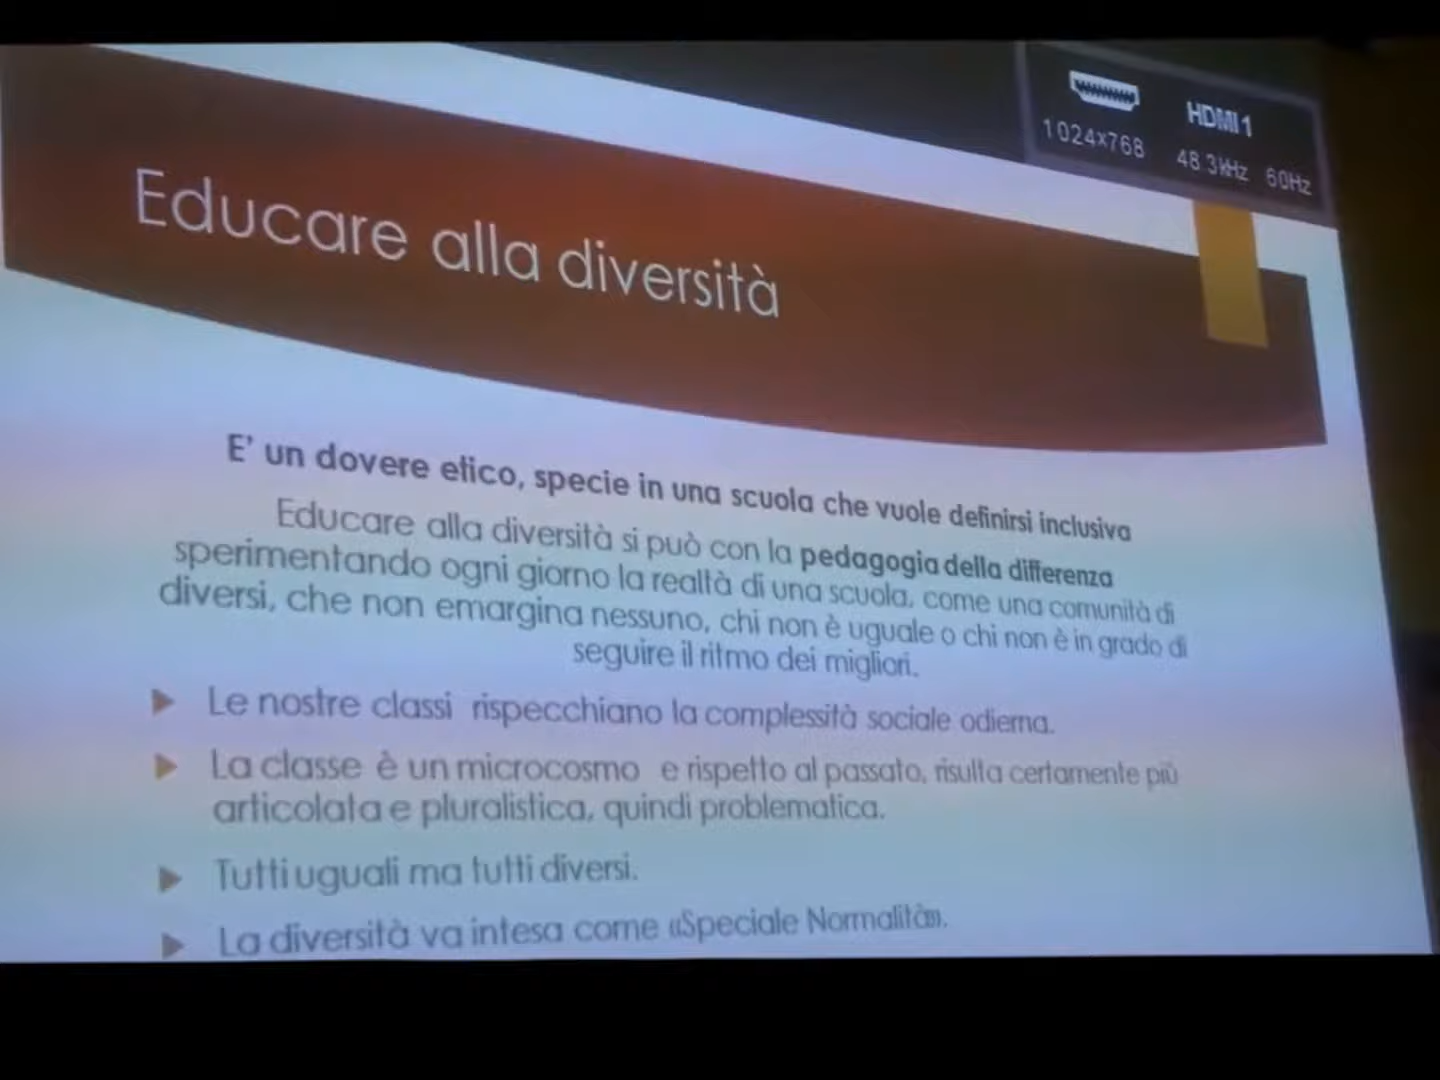 HDMI 1
1024x768 48.3kHz 60Hz
Educare alla diversità
E' un dovere etico, specie in una scuola che vuole definirsi inclusiva
Educare alla diversità si può con la pedagogia della differenza
sperimentando ogni giorno la realtà di una scuola, come una comunità di
diversi, che non emargina nessuno, chi non è uguale o chi non è in grado di
seguire il ritmo dei migliori.
Le nostre classi rispecchiano la complessità sociale odierna.
La classe è un microcosmo e rispetto al passato, risulta certamente più
articolata e pluralistica, quindi problematica.
Tutti uguali ma tutti diversi.
La diversità va intesa come «Speciale Normalità».